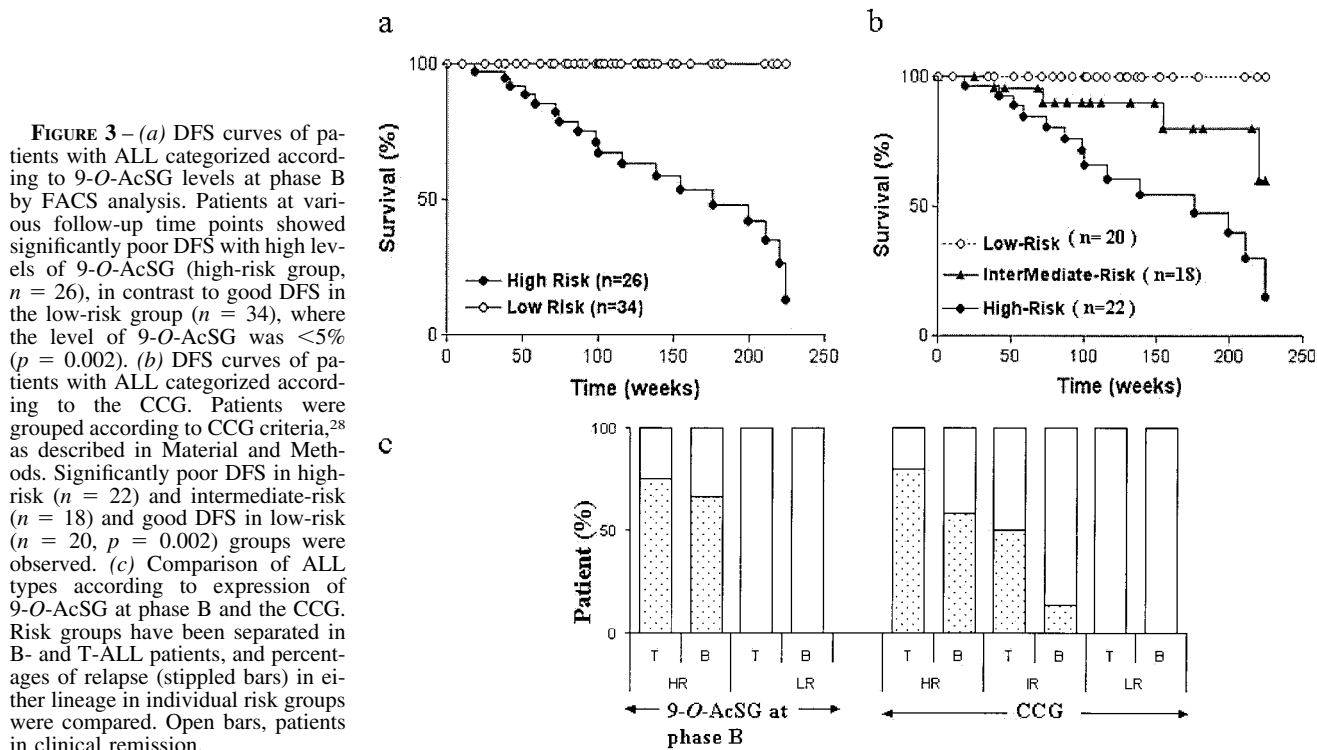 FIGURE 3 – (a) DFS curves of pa-
tients with ALL categorized accord-
ing to 9-O-AcSG levels at phase B
by FACS analysis. Patients at vari-
ous follow-up time points showed
significantly poor DFS with high lev-
els of 9-O-AcSG (high-risk group,
n = 26), in contrast to good DFS in
the low-risk group (n = 34), where
the level of 9-O-AcSG was <5%
(p = 0.002). (b) DFS curves of pa-
tients with ALL categorized accord-
ing to the CCG. Patients were
grouped according to CCG criteria,28
as described in Material and Meth-
ods. Significantly poor DFS in high-
risk (n = 22) and intermediate-risk
(n = 18) and good DFS in low-risk
(n = 20, p = 0.002) groups were
observed. (c) Comparison of ALL
types according to expression of
9-O-AcSG at phase B and the CCG.
Risk groups have been separated in
B- and T-ALL patients, and percent-
ages of relapse (stippled bars) in ei-
ther lineage in individual risk groups
were compared. Open bars, patients
in clinical remission.
a
100
50
0
Survival (%)
High Risk (n=26)
Low Risk (n=34)
0 50 100 150 200 250
Time (weeks)
b
100
50
0
Survival (%)
Low-Risk ( n= 20 )
InterMediate-Risk ( n=18)
High-Risk ( n=22)
0 50 100 150 200 250
Time (weeks)
c
100
50
0
Patient (%)
T B T B T B T B T B
HR LR HR IR LR
9-O-AcSG at
phase B
CCG